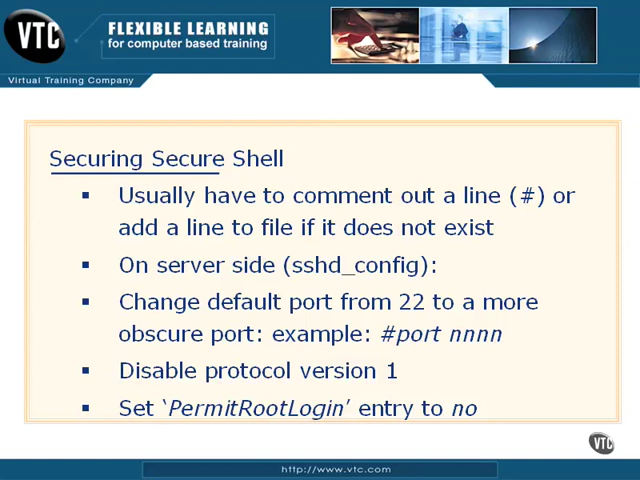 VTC
FLEXIBLE LEARNING
for computer based training
Virtual Training Company
Securing Secure Shell
▪ Usually have to comment out a line (#) or
add a line to file if it does not exist
▪ On server side (sshd_config):
▪ Change default port from 22 to a more
obscure port: example: #port nnnn
▪ Disable protocol version 1
▪ Set ‘PermitRootLogin’ entry to no
VTC
http://www.vtc.com